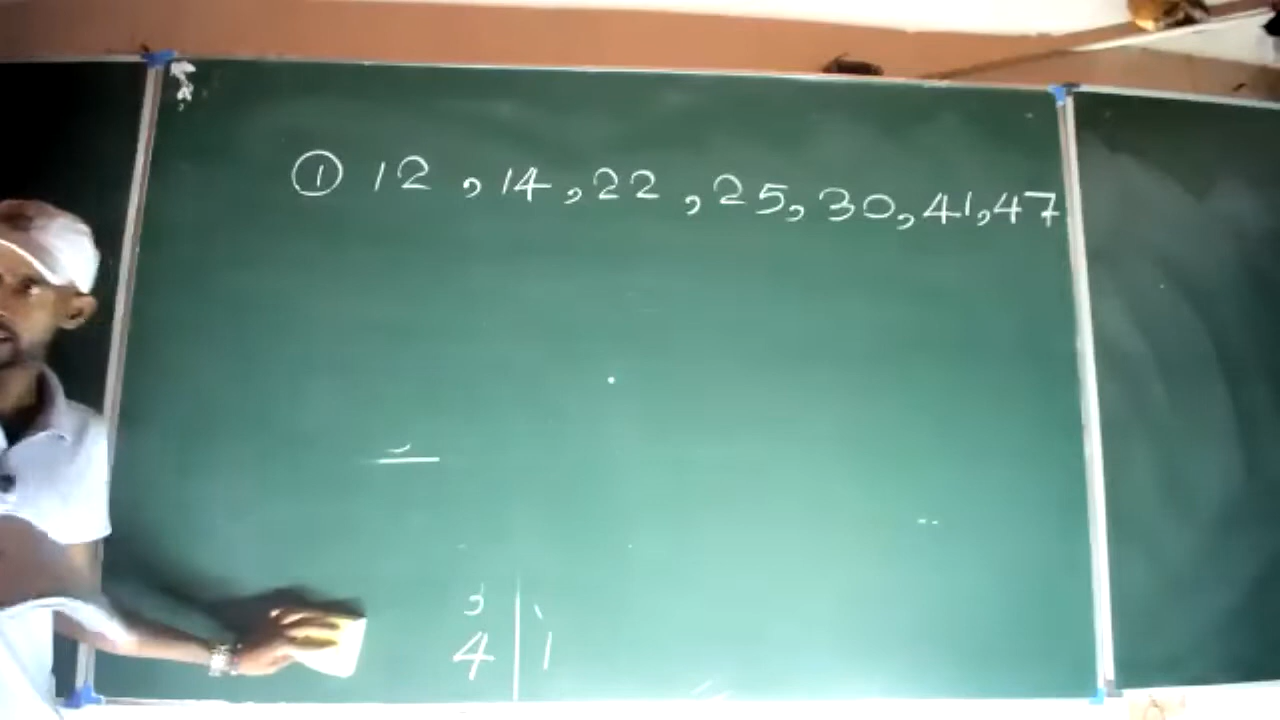 ① 12 , 14 , 22 , 25 , 30 , 41 , 47
4 | 1